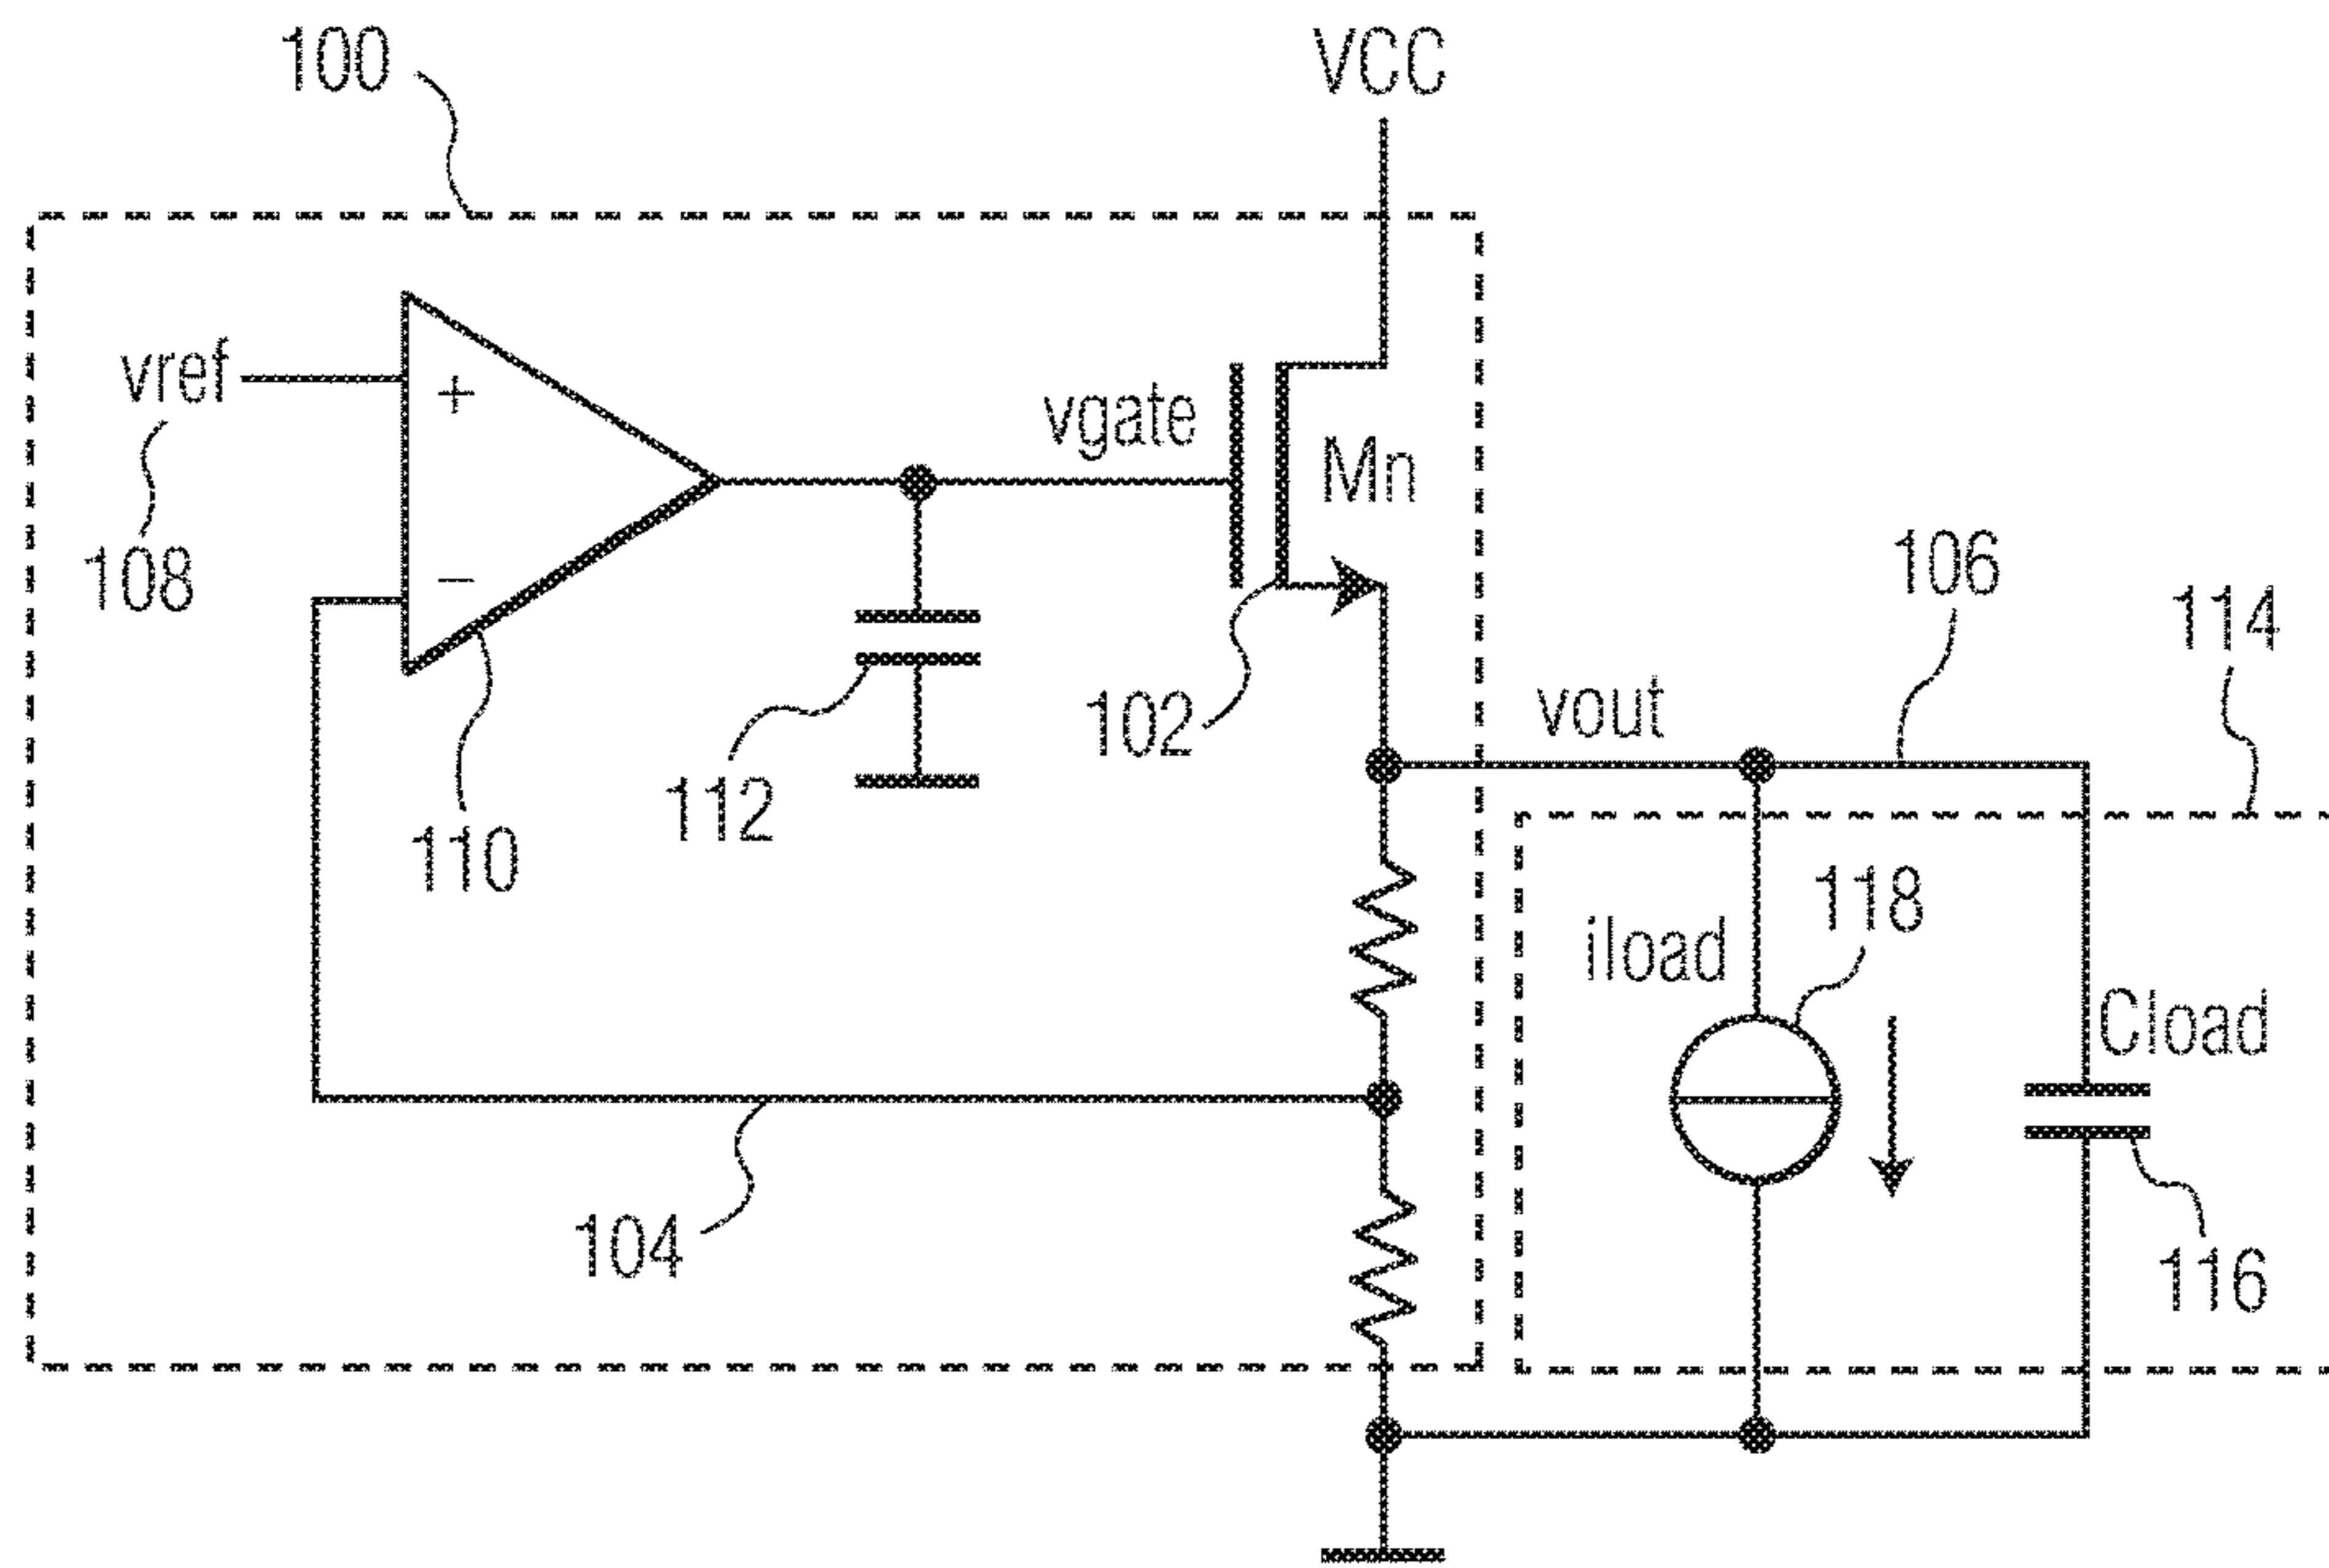 100
VCC
vref
+
vgate
Mn
108
−
106
114
102
vout
112
110
118
iload
Cload
104
116